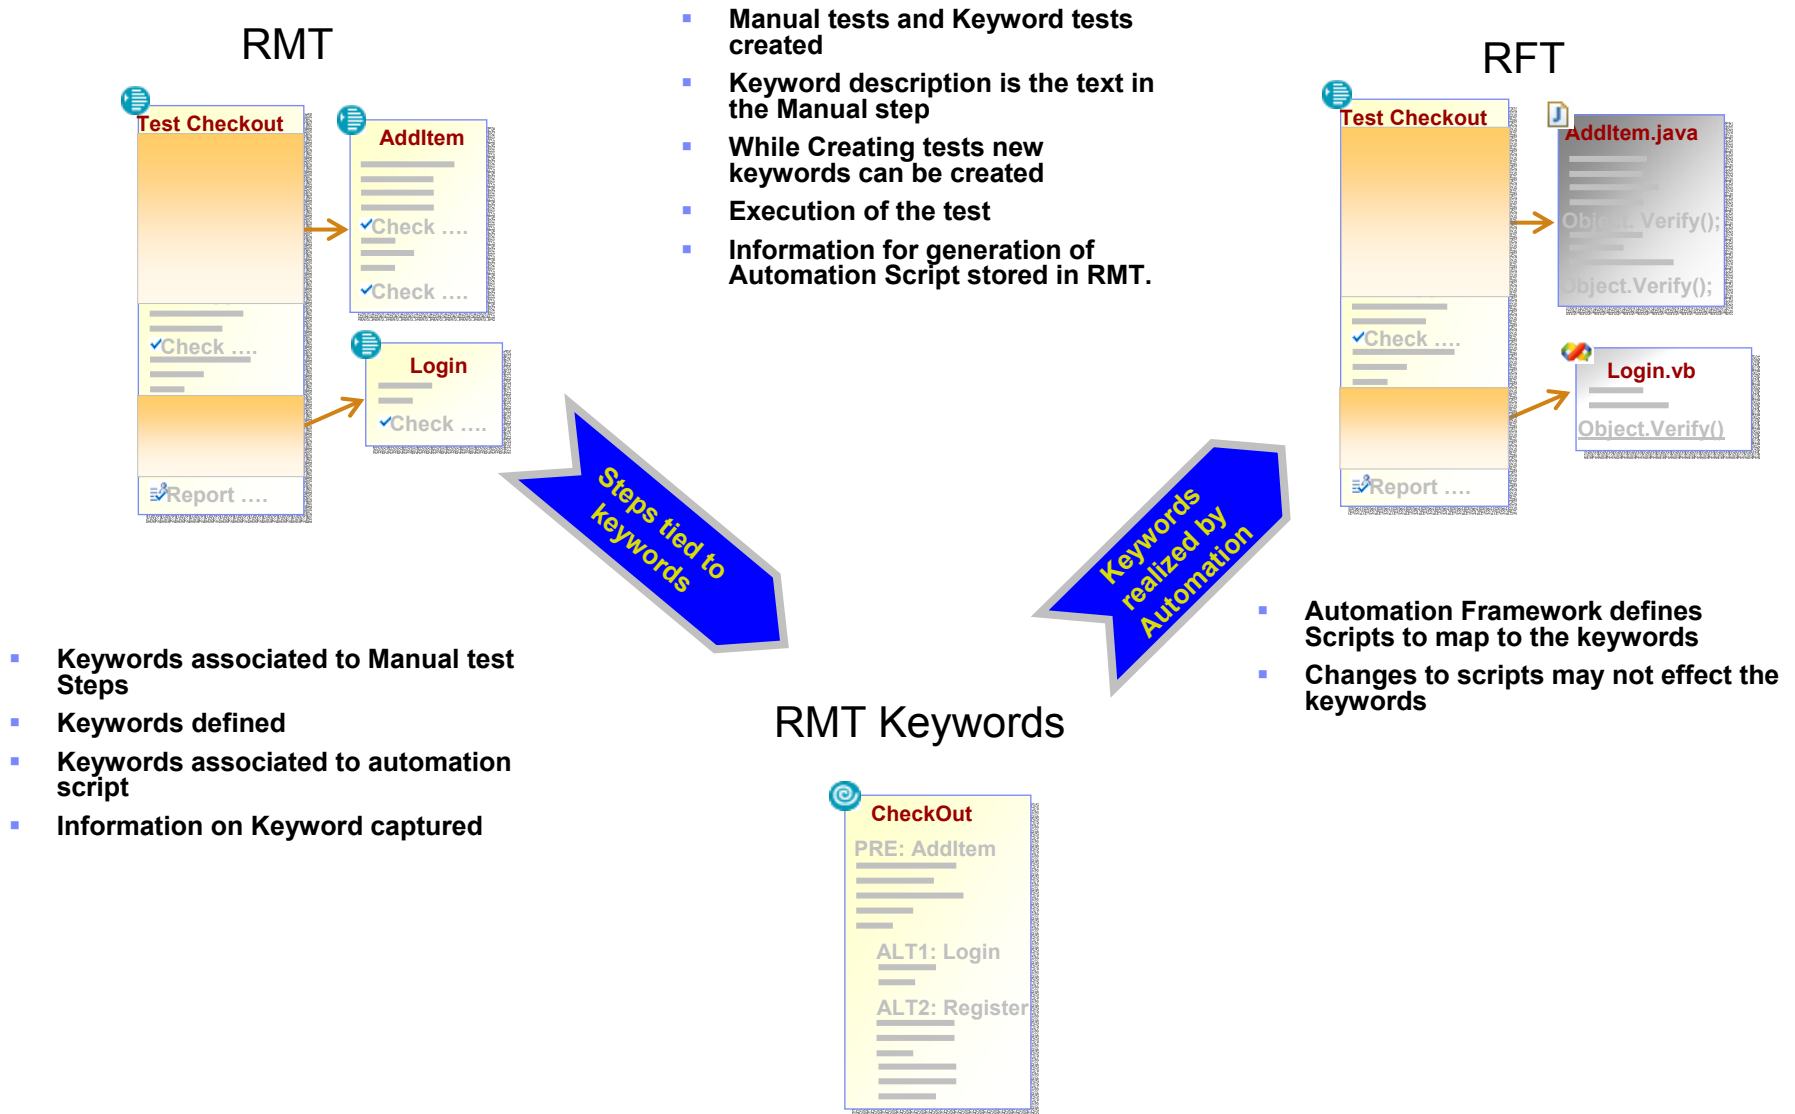 RMT
Test Checkout
Check ....
Report ....
AddItem
Check ....
Check ....
Login
Check ....
Manual tests and Keyword tests
created
Keyword description is the text in
the Manual step
While Creating tests new
keywords can be created
Execution of the test
Information for generation of
Automation Script stored in RMT.
RFT
Test Checkout
Check ....
Report ....
AddItem.java
Object. Verify();
Object.Verify();
Login.vb
Object.Verify()
Steps tied to
keywords
Keywords
realized by
Automation
Keywords associated to Manual test
Steps
Keywords defined
Keywords associated to automation
script
Information on Keyword captured
Automation Framework defines
Scripts to map to the keywords
Changes to scripts may not effect the
keywords
RMT Keywords
CheckOut
PRE: AddItem
ALT1: Login
ALT2: Register